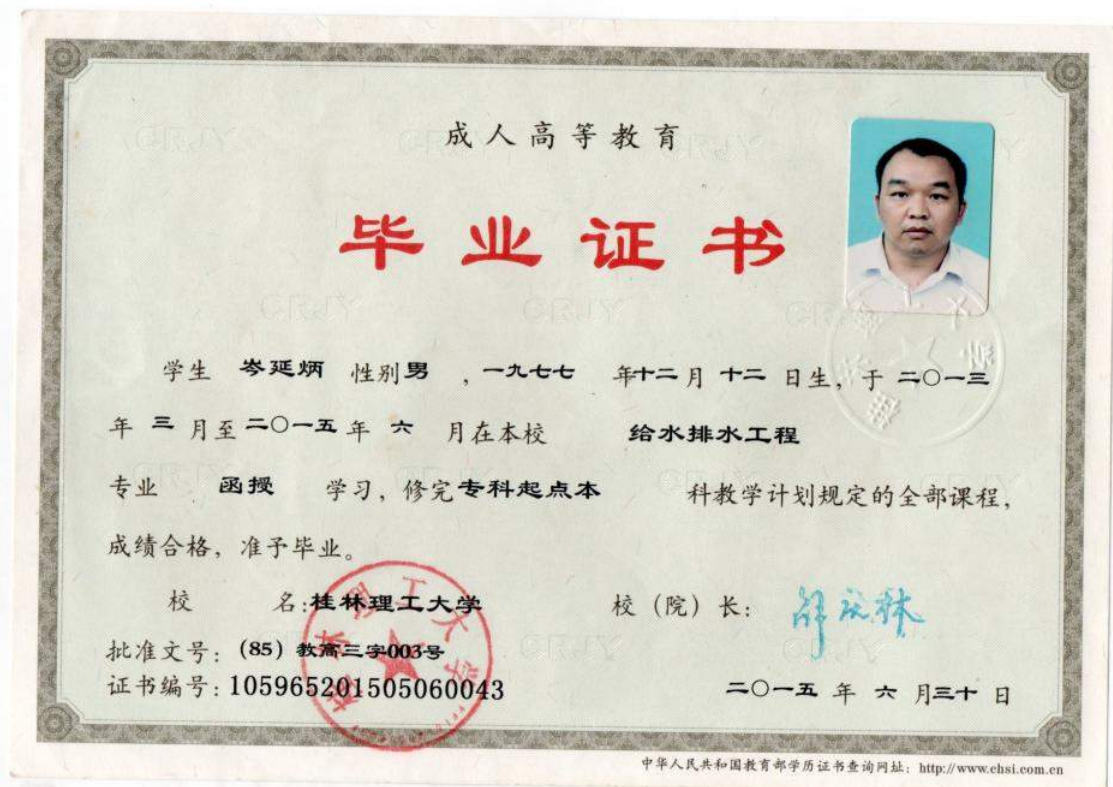 成人高等教育
毕业证书
学生 岑延炳 性别男 ,一九七七 年十二月 十二 日生,于 二〇一三
年 三 月至二〇一五年 六 月在本校 给水排水工程
专业 函授 学习,修完专科起点本 科教学计划规定的全部课程,
成绩合格,准予毕业。
校 名:桂林理工大学 校(院)长:
批准文号:(85)教高三字003号
证书编号:105965201505060043 二〇一五 年 六 月三十 日
中华人民共和国教育部学历证书查询网址:http://www.chsi.com.cn